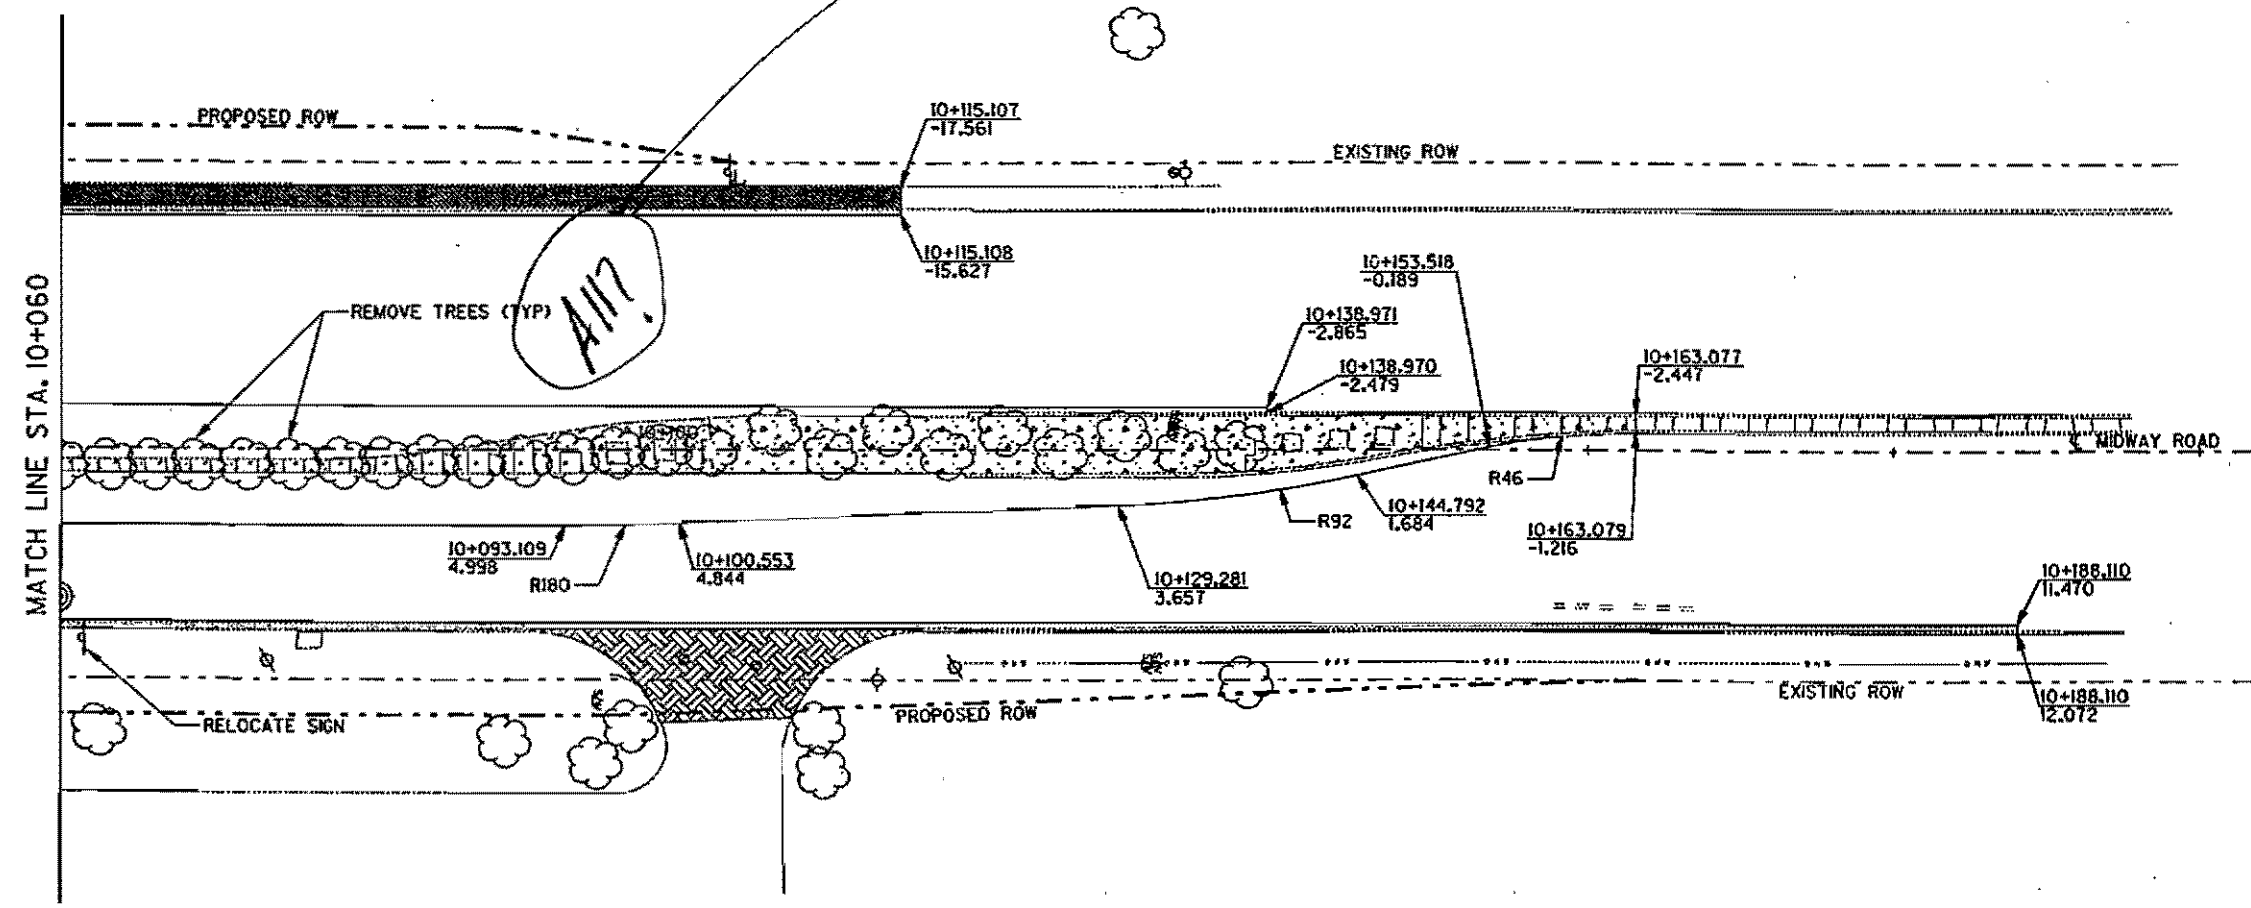 PROPOSED ROW
10+115.107
-17.561
EXISTING ROW
10+115.108
-15.627
MATCH LINE STA. 10+060
REMOVE TREES (TYP)
All?
10+153.518
-0.189
10+138.971
-2.865
10+138.970
-2.479
10+163.077
-2.447
MIDWAY ROAD
R46
10+144.792
1.684
R92
10+163.079
-1.216
10+093.109
4.998
R180
10+100.553
4.844
10+129.281
3.657
10+188.110
11.470
RELOCATE SIGN
PROPOSED ROW
EXISTING ROW
10+188.110
12.072